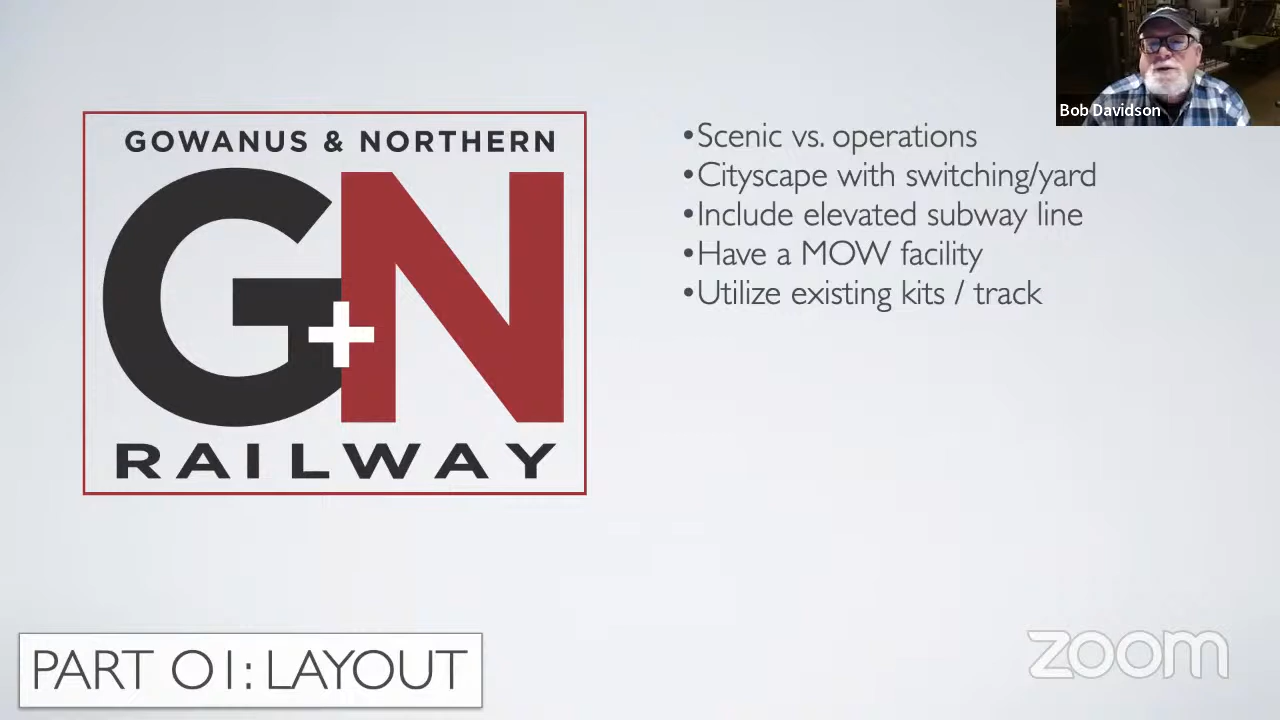 GOWANUS & NORTHERN
G+N
RAILWAY
•Scenic vs. operations
•Cityscape with switching/yard
•Include elevated subway line
•Have a MOW facility
•Utilize existing kits / track
Bob Davidson
PART 01: LAYOUT
zoom